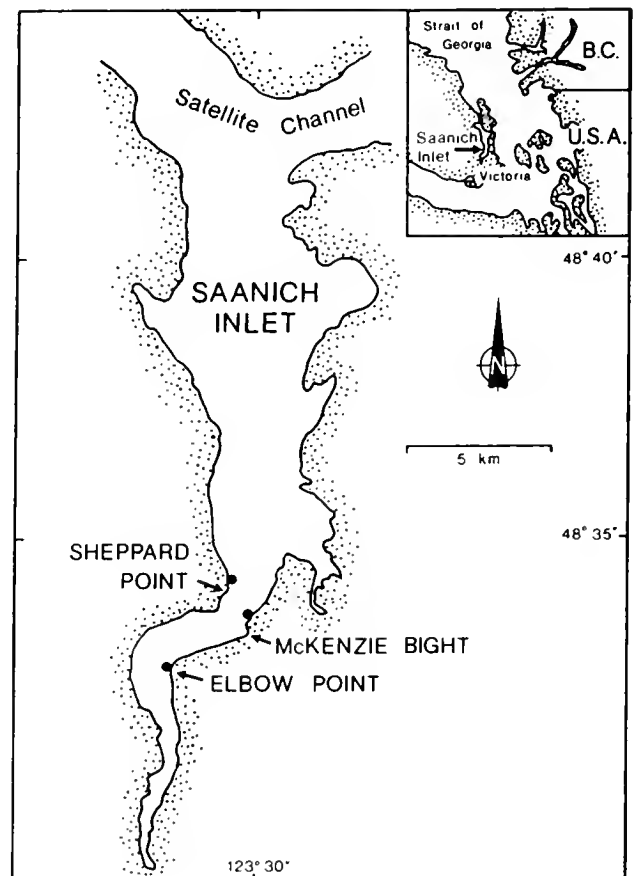 Strait of
Georgia
B.C.
U.S.A.
Saanich
Inlet
Victoria
Satellite Channel
48° 40'
SAANICH
INLET
N
5 km
48° 35'
SHEPPARD
POINT
McKENZIE BIGHT
ELBOW POINT
123° 30'